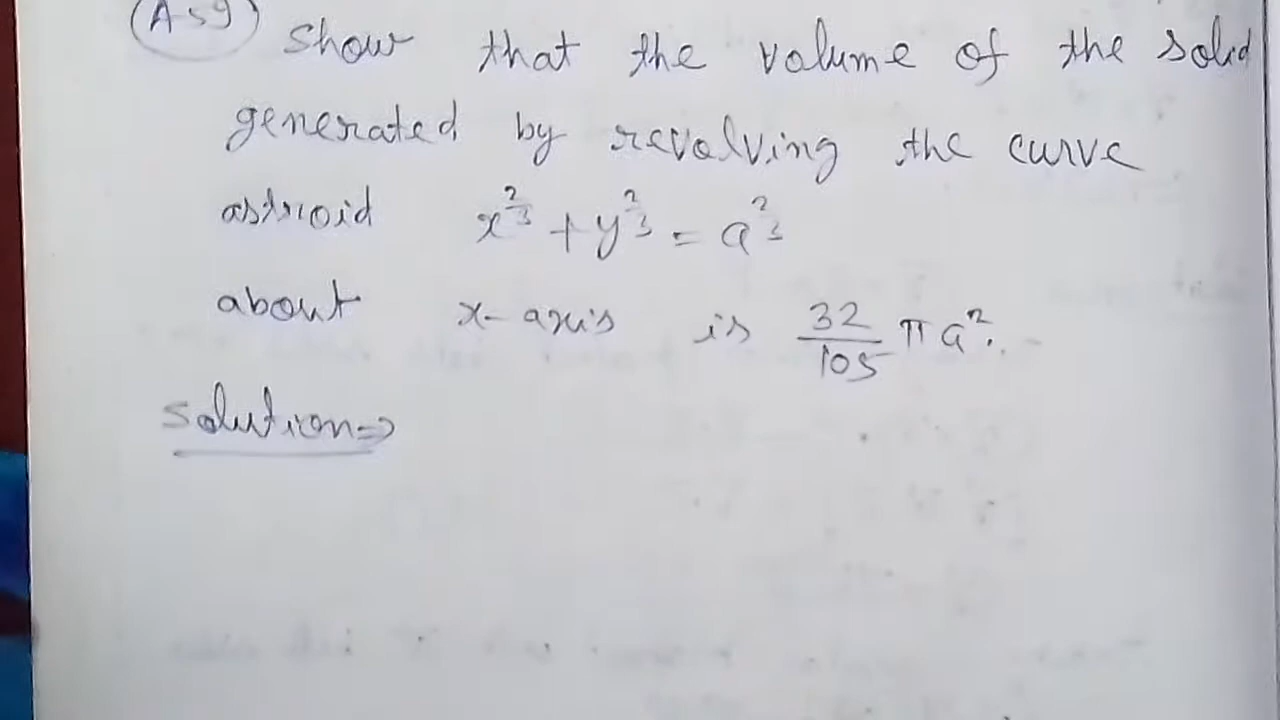 A59
Show that the volume of the solid
generated by revolving the curve
astroid x^{2/3} + y^{2/3} = a^{2/3}
about x-axis is 32/105 πa².
Solution⇒